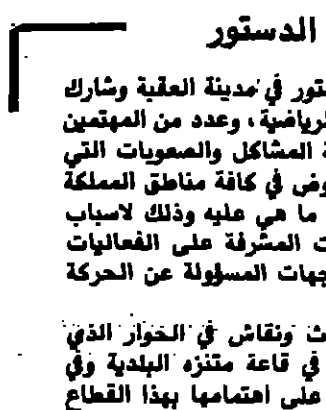 الدستور
ستور في مدينة العقبة وشارك
لرياضية، وعدد من المهتمين
ة المشاكل والصعوبات التي
وض في كافة مناطق المملكة
ما هي عليه وذلك لاسباب
ت المشرفة على الفعاليات
جهات المسؤولة عن الحركة
ث ونقاش في الحوار الذي
في قاعة متنزه البلدية وفي
على اهتمامها بهذا القطاع